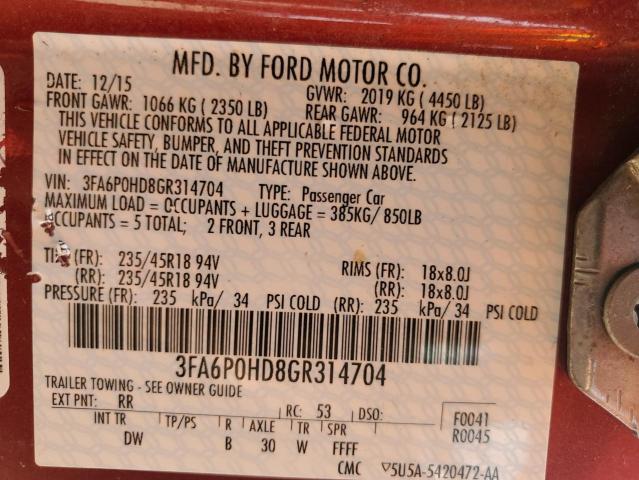 MFD. BY FORD MOTOR CO.
DATE: 12/15 GVWR: 2019 KG ( 4450 LB)
FRONT GAWR: 1066 KG ( 2350 LB) REAR GAWR: 964 KG ( 2125 LB)
THIS VEHICLE CONFORMS TO ALL APPLICABLE FEDERAL MOTOR
VEHICLE SAFETY, BUMPER, AND THEFT PREVENTION STANDARDS
IN EFFECT ON THE DATE OF MANUFACTURE SHOWN ABOVE.
VIN: 3FA6P0HD8GR314704 TYPE: Passenger Car
MAXIMUM LOAD = OCCUPANTS + LUGGAGE = 385KG/ 850LB
OCCUPANTS = 5 TOTAL; 2 FRONT, 3 REAR
(FR): 235/45R18 94V RIMS (FR): 18x8.0J
(RR): 235/45R18 94V (RR): 18x8.0J
PRESSURE (FR): 235 kPa/ 34 PSI COLD (RR): 235 kPa/ 34 PSI COLD
3FA6P0HD8GR314704
TRAILER TOWING - SEE OWNER GUIDE
EXT PNT: RR RC: 53 DSO: F0041
INT TR TP/PS R AXLE TR SPR R0045
DW B 30 W FFFF
CMC ▽5U5A-5420472-AA